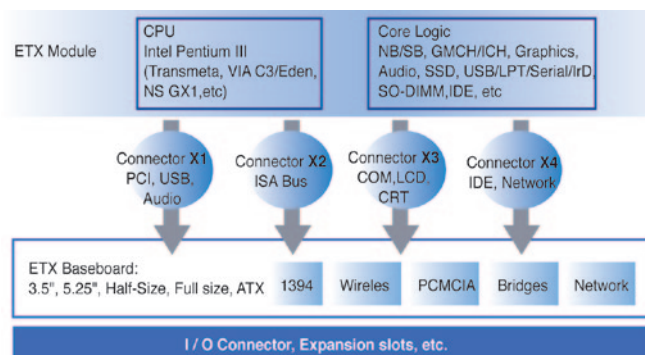 ETX Module
CPU
Intel Pentium III
(Transmeta, VIA C3/Eden,
NS GX1,etc)
Core Logic
NB/SB, GMCH/ICH, Graphics,
Audio, SSD, USB/LPT/Serial/IrD,
SO-DIMM,IDE, etc
Connector X1
PCI, USB,
Audio
Connector X2
ISA Bus
Connector X3
COM,LCD,
CRT
Connector X4
IDE, Network
ETX Baseboard:
3.5", 5.25", Half-Size, Full size, ATX
1394
Wireles
PCMCIA
Bridges
Network
I / O Connector, Expansion slots, etc.